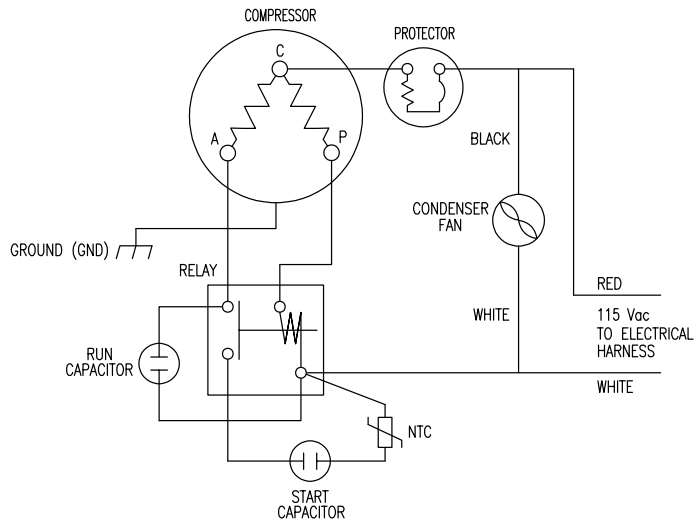 COMPRESSOR
C
PROTECTOR
A
P
BLACK
CONDENSER
FAN
GROUND (GND)
RELAY
RED
WHITE
115 Vac
TO ELECTRICAL
HARNESS
RUN
CAPACITOR
WHITE
NTC
START
CAPACITOR